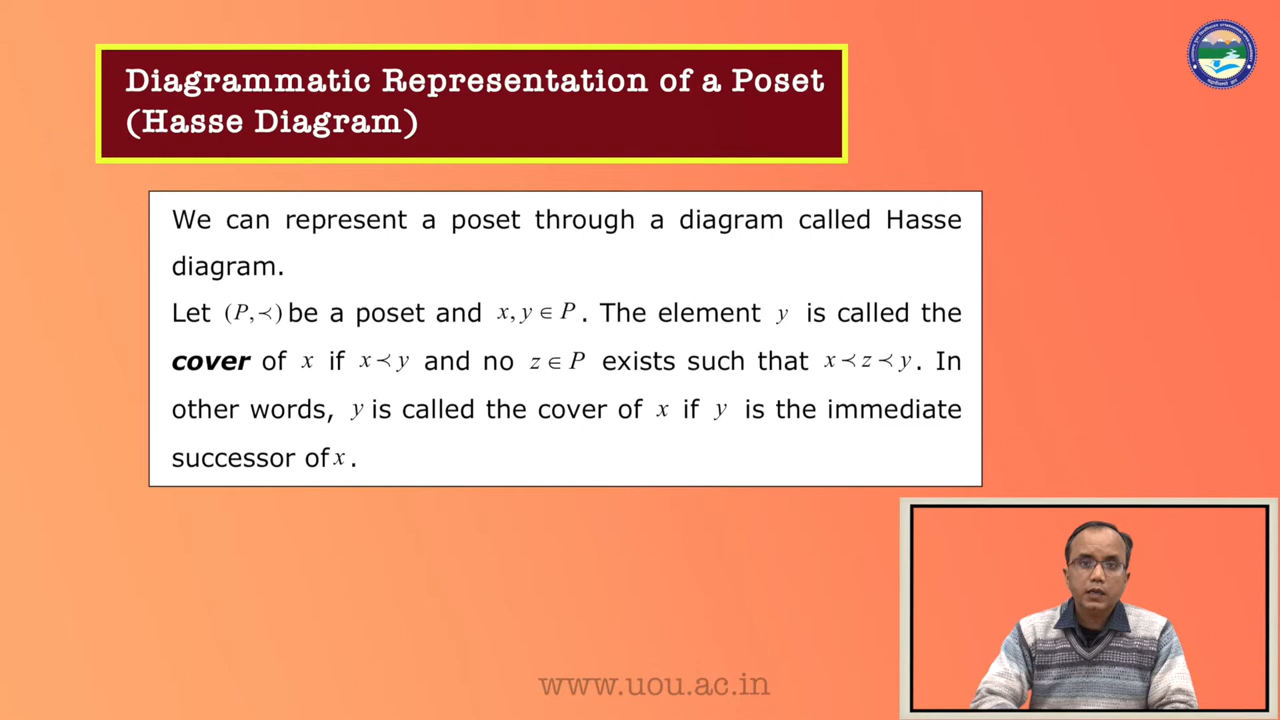 Diagrammatic Representation of a Poset
(Hasse Diagram)
We can represent a poset through a diagram called Hasse
diagram.
Let (P,≺) be a poset and x, y ∈ P. The element y is called the
cover of x if x ≺ y and no z ∈ P exists such that x ≺ z ≺ y. In
other words, y is called the cover of x if y is the immediate
successor of x.
www.uou.ac.in